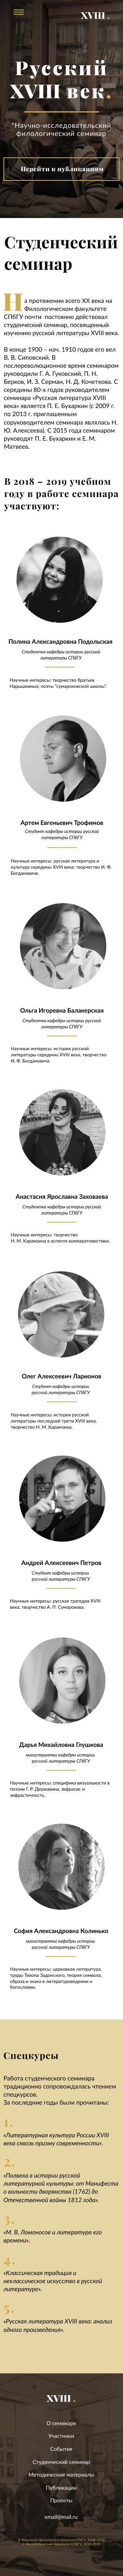 XVIII .
Русский
XVIII век.
"Научно-исследовательский
филологический семинар"
Перейти к публикациям
Студенческий
семинар
На протяжении всего XX века на
Филологическом факультете
СПбГУ почти постоянно действовал
студенческий семинар, посвященный
изучению русской литературы XVIII века.
В конце 1900 – нач. 1910 годов его вел
В. В. Сиповский. В
послереволюционное время семинаром
руководили Г. А. Гуковский, П. Н.
Берков, И. З. Серман, Н. Д. Кочеткова. С
середины 80-х годов руководителем
семинара «Русская литература XVIII
века» является П. Е. Бухаркин (с 2009 г.
по 2013 г. приглашенным
соруководителем семинара являлась Н.
Ю. Алексеева). С 2015 года семинаром
руководят П. Е. Бухаркин и Е. М.
Матвеев.
В 2018 – 2019 учебном
году в работе семинара
участвуют:
Полина Александровна Подольская
Студентка кафедры истории русской
литературы СПбГУ
Научные интересы: творчество братьев
Нарышкиных; поэты "сумароковской школы".
Артем Евгеньевич Трофимов
Студент кафедры истории русской
литературы СПбГУ
Научные интересы: русская литература и
культура середины XVIII века; творчество И. Ф.
Богдановича.
Ольга Игоревна Балакерская
Студентка кафедры истории русской
литературы СПбГУ
Научные интересы: история русской
литературы середины XVIII века, творчество
И. Ф. Богдановича.
Анастасия Ярославна Заховаева
Студентка кафедры истории русской
литературы СПбГУ
Научные интересы: творчество
Н. М. Карамзина в аспекте компаративистики.
Олег Алексеевич Ларионов
Студент кафедры истории
русской литературы СПбГУ
Научные интересы: история русской
литературы последней трети XVIII века,
творчество Н. М. Карамзина.
Андрей Алексеевич Петров
Студент кафедры истории
русской литературы СПбГУ
Научные интересы: русская трагедия XVIII
века, творчество А. П. Сумарокова.
Дарья Михайловна Глушкова
магистрантка кафедры истории
русской литературы СПбГУ
Научные интересы: специфика визуальности в
поэзии Г. Р. Державина, экфрасис и
экфрастичность.
София Александровна Колинько
магистрантка кафедры истории
русской литературы СПбГУ
Научные интересы: церковная литература,
труды Тихона Задонского, теория символа,
образа и знака в литературоведении и
богословии.
Спецкурсы
Работа студенческого семинара
традиционно сопровождалась чтением
спецкурсов.
За последние годы были прочитаны:
1.
«Литературная культура России XVIII
века сквозь призму современности».
2.
«Полвека в истории русской
литературной культуры: от Манифеста
о вольности дворянства (1762) до
Отечественной войны 1812 года».
3.
«М. В. Ломоносов и литература его
времени».
4.
«Классическая традиция и
неклассическое искусство в русской
литературе».
5.
«Русская литература XVIII века: анализ
одного произведения».
XVIII .
О семинаре
Участники
События
Студенческий семинар
Методические материалы
Публикации
Проекты
email@mail.ru